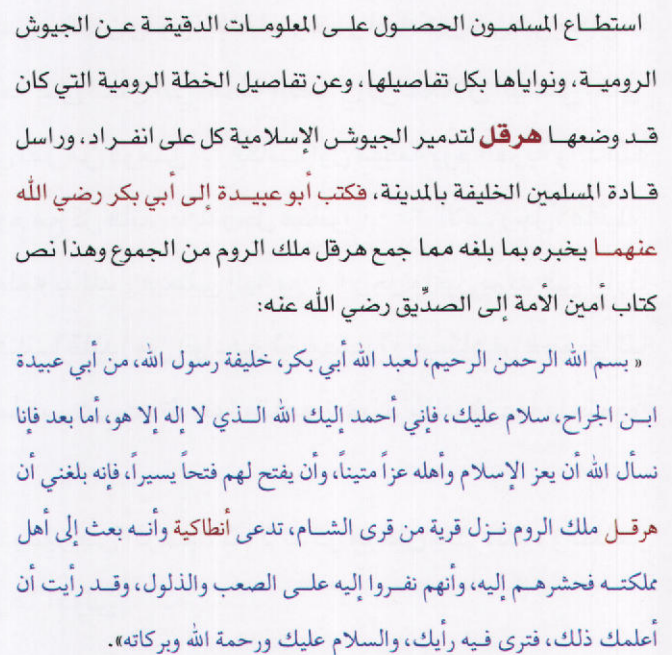 استطاع المسلمون الحصول على المعلومات الدقيقة عن الجيوش
الرومية، ونواياها بكل تفاصيلها، وعن تفاصيل الخطة الرومية التي كان
قد وضعها هرقل لتدمير الجيوش الإسلامية كل على انفراد، وراسل
قادة المسلمين الخليفة بالمدينة، فكتب أبو عبيدة إلى أبي بكر رضي الله
عنهما يخبره بما بلغه مما جمع هرقل ملك الروم من الجموع وهذا نص
كتاب أمين الأمة إلى الصدِّيق رضي الله عنه:
« بسم الله الرحمن الرحيم، لعبد الله أبي بكر، خليفة رسول الله، من أبي عبيدة
ابن الجراح، سلام عليك، فإني أحمد إليك الله الذي لا إله إلا هو، أما بعد فإنا
نسأل الله أن يعز الإسلام وأهله عزاً متيناً، وأن يفتح لهم فتحاً يسيراً، فإنه بلغني أن
هرقل ملك الروم نزل قرية من قرى الشام، تدعى أنطاكية وأنه بعث إلى أهل
مملكته فحشرهم إليه، وأنهم نفروا إليه على الصعب والذلول، وقد رأيت أن
أعلمك ذلك، فترى فيه رأيك، والسلام عليك ورحمة الله وبركاته».